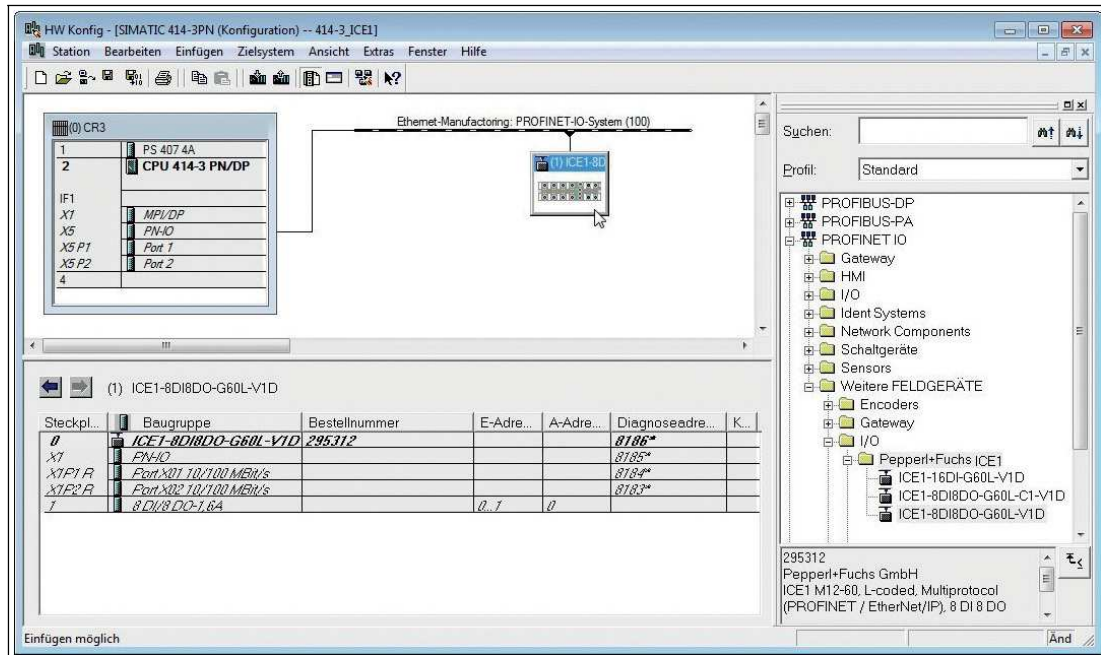 HW Konfig - [SIMATIC 414-3PN (Konfiguration) -- 414-3_ICE1]
Station Bearbeiten Einfügen Zielsystem Ansicht Extras Fenster Hilfe
(0) CR3
1 PS 407 4A
2 CPU 414-3 PN/DP
IF1
X1 MPI/DP
X5 PN-IO
X5 P1 Port 1
X5 P2 Port 2
4
Ethernet-Manufactoring: PROFINET-IO-System (100)
(1) ICE1-8D
Suchen:
Profil: Standard
PROFIBUS-DP
PROFIBUS-PA
PROFINET IO
Gateway
HMI
I/O
Ident Systems
Network Components
Schaltgeräte
Sensors
Weitere FELDGERÄTE
Encoders
Gateway
I/O
Pepperl+Fuchs ICE1
ICE1-16DI-G60L-V1D
ICE1-8DI8DO-G60L-C1-V1D
ICE1-8DI8DO-G60L-V1D
(1) ICE1-8DI8DO-G60L-V1D
Steckpl... Baugruppe Bestellnummer E-Adre... A-Adre... Diagnoseadre... K...
0 ICE1-8DI8DO-G60L-V1D 295312 8186*
X1 PN-IO 8185*
X1P1 R Port X01 10/100 MBit/s 8184*
X1P2 R Port X02 10/100 MBit/s 8183*
1 8 DI/8 DO-1,6A 0...1 0
295312
Pepperl+Fuchs GmbH
ICE1 M12-60, L-coded, Multiprotocol
(PROFINET / EtherNet/IP), 8 DI 8 DO
Einfügen möglich
Änd